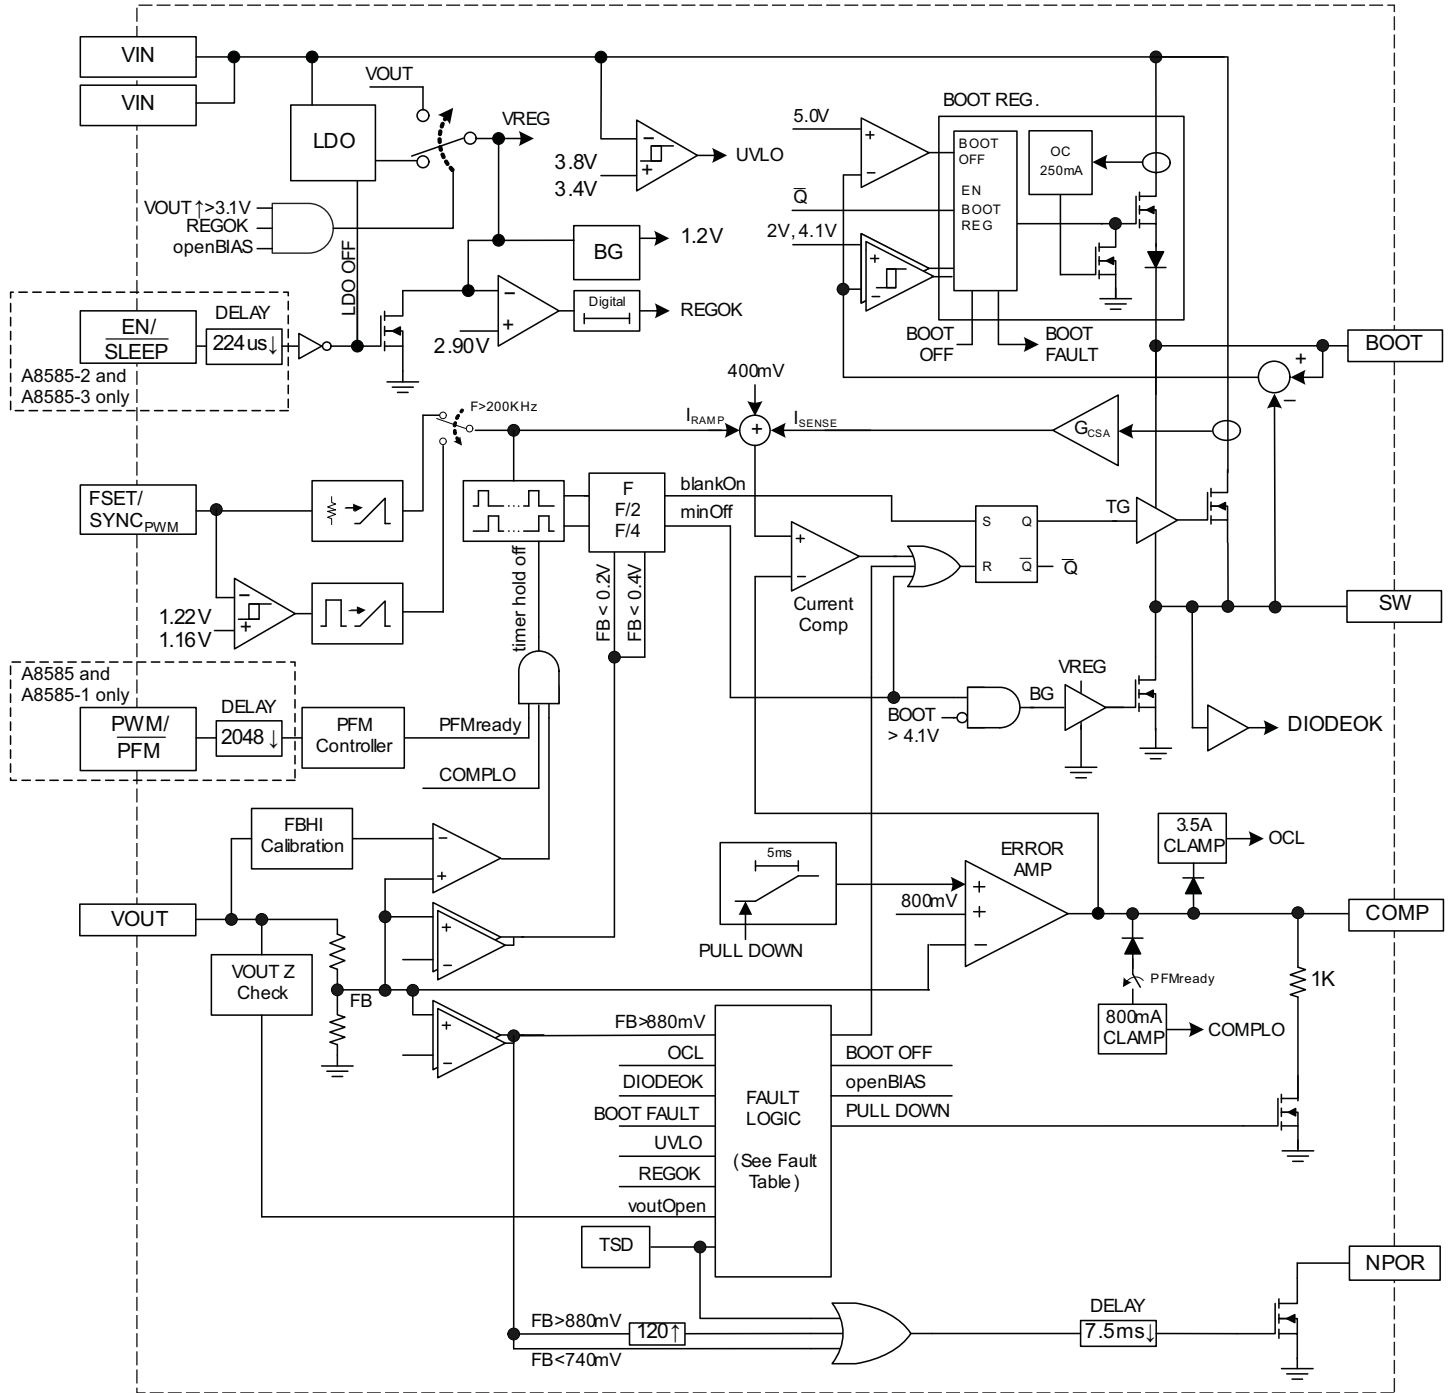 VIN
VIN
VOUT
VREG
LDO
3.8V
3.4V
UVLO
5.0V
BOOT REG.
BOOT
OFF
EN
BOOT
REG
OC
250mA
Q̅
2V, 4.1V
VOUT↑>3.1V
REGOK
openBIAS
LDO OFF
BG
1.2V
Digital
REGOK
2.90V
BOOT
OFF
BOOT
FAULT
EN/
SLEEP
DELAY
224us↓
A8585-2 and
A8585-3 only
BOOT
+
−
400mV
F>200KHz
IRAMP
+
ISENSE
GCSA
FSET/
SYNCPWM
F
F/2
F/4
blankOn
minOff
S
Q
R
Q̅
Q̅
TG
timer hold off
FB< 0.2V
FB< 0.4V
Current
Comp
1.22V
1.16V
SW
A8585 and
A8585-1 only
PWM/
PFM
DELAY
2048↓
PFM
Controller
PFMready
COMPLO
BOOT
> 4.1V
BG
VREG
DIODEOK
FBHI
Calibration
5ms
PULL DOWN
ERROR
AMP
800mV
3.5A
CLAMP
OCL
VOUT
COMP
VOUT Z
Check
FB
PFMready
800mA
CLAMP
COMPLO
1K
FB>880mV
OCL
DIODEOK
BOOT FAULT
UVLO
REGOK
voutOpen
TSD
FAULT
LOGIC
(See Fault
Table)
BOOT OFF
openBIAS
PULL DOWN
NPOR
FB>880mV
120↑
FB<740mV
DELAY
7.5ms↓